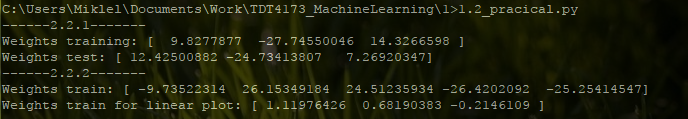 C:\Users\Miklel\Documents\Work\TDT4173_MachineLearning\1>1.2_pracical.py
------2.2.1-------
Weights training: [  9.8277877  -27.74550046  14.3266598 ]
Weights test: [ 12.42500882 -24.73413807   7.26920347]
------2.2.2-------
Weights train: [ -9.73522314  26.15349184  24.51235934 -26.4202092  -25.25414547]
Weights train for linear plot: [ 1.11976426  0.68190383 -0.2146109 ]